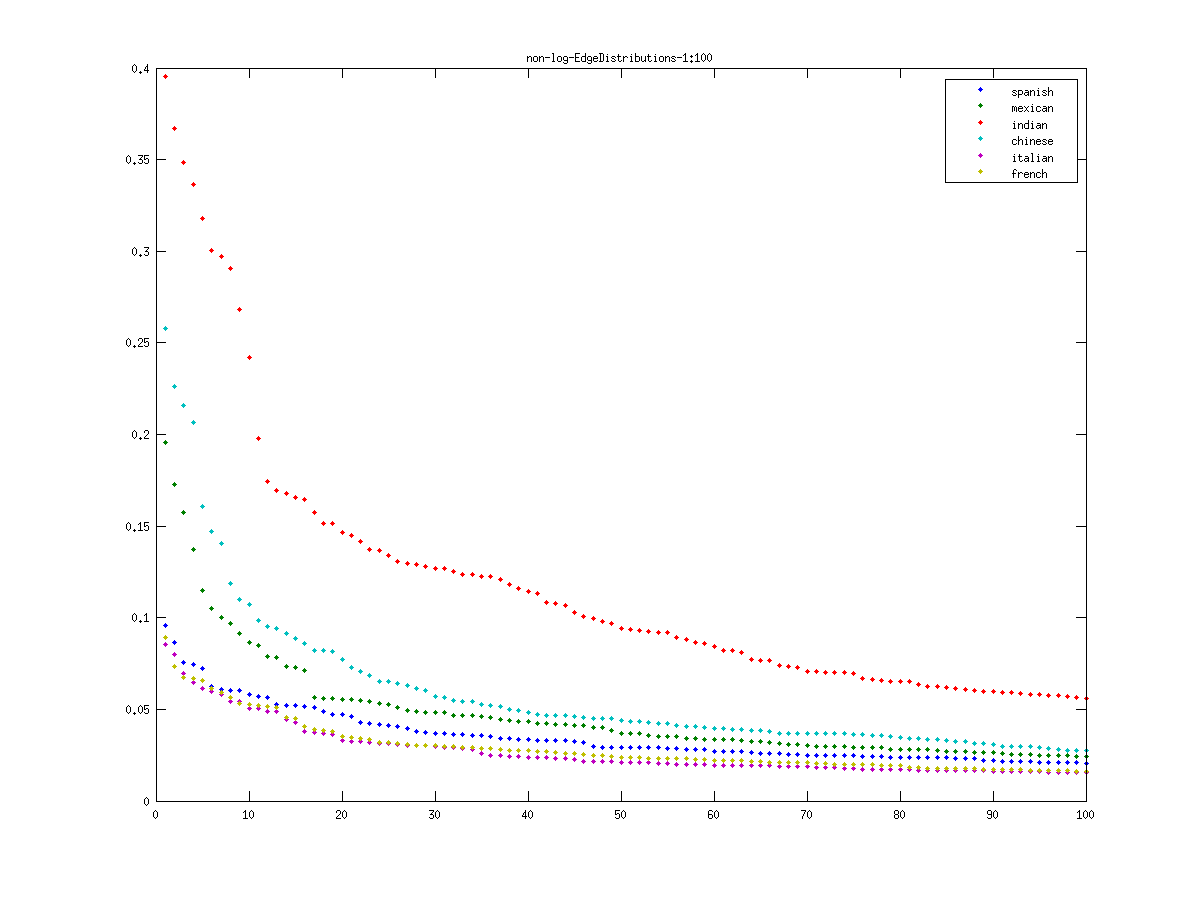 non-log-EdgeDistributions-1:100
0.4
0.35
0.3
0.25
0.2
0.15
0.1
0.05
0
0 10 20 30 40 50 60 70 80 90 100
spanish
mexican
indian
chinese
italian
french